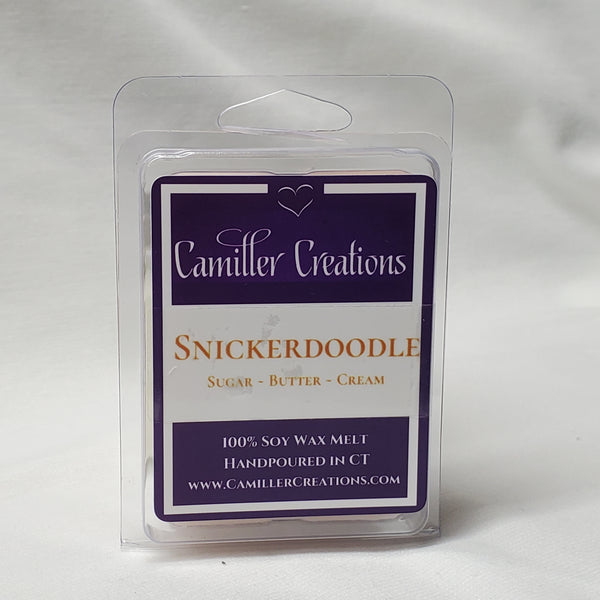 Camiller Creations
Snickerdoodle
Sugar - Butter - Cream
100% Soy Wax Melt
Handpoured in CT
www.CamillerCreations.com